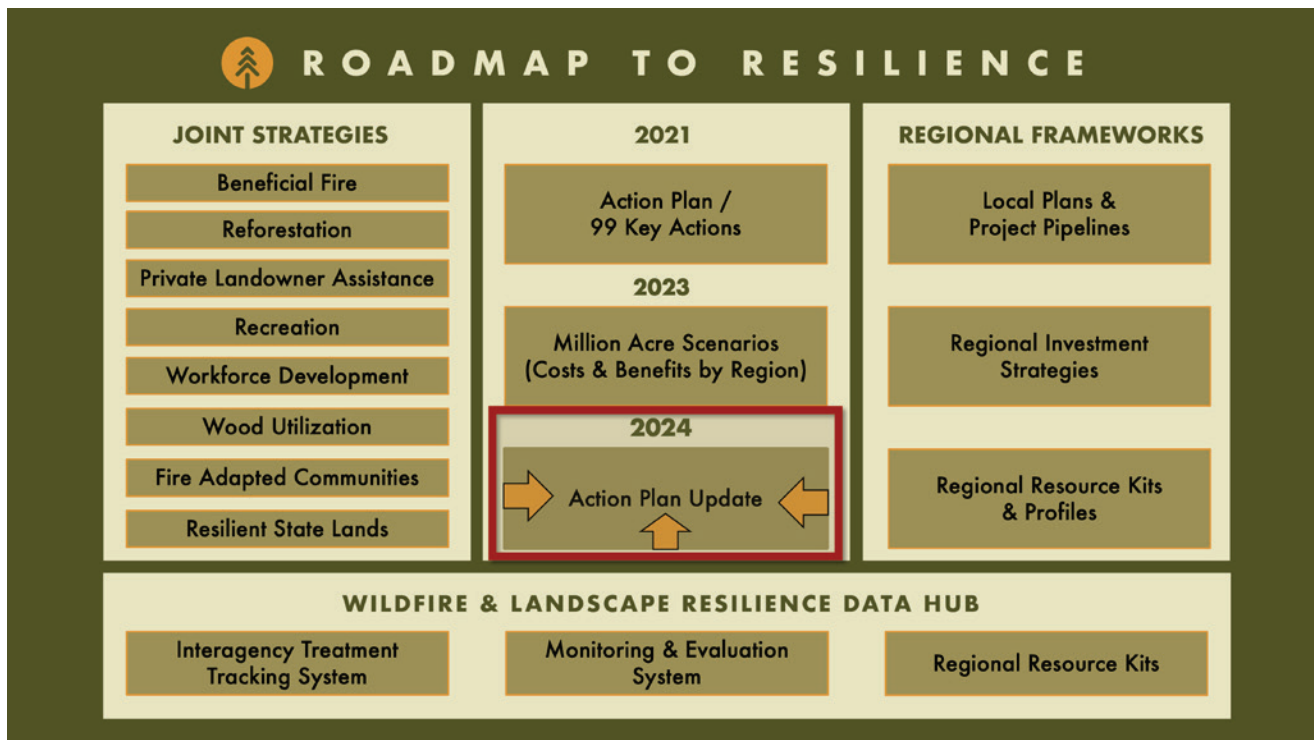 ROADMAP TO RESILIENCE
JOINT STRATEGIES
Beneficial Fire
Reforestation
Private Landowner Assistance
Recreation
Workforce Development
Wood Utilization
Fire Adapted Communities
Resilient State Lands
2021
Action Plan /
99 Key Actions
2023
Million Acre Scenarios
(Costs & Benefits by Region)
2024
Action Plan Update
REGIONAL FRAMEWORKS
Local Plans &
Project Pipelines
Regional Investment
Strategies
Regional Resource Kits
& Profiles
WILDFIRE & LANDSCAPE RESILIENCE DATA HUB
Interagency Treatment
Tracking System
Monitoring & Evaluation
System
Regional Resource Kits